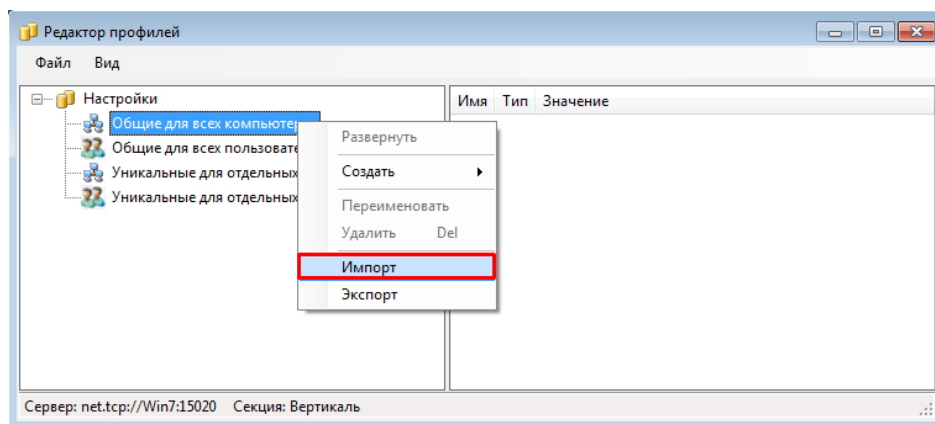 Редактор профилей
Файл Вид
Настройки
Общие для всех компьютер
Общие для всех
Уникальные для отдельных
Уникальные для отдельных
Имя Тип Значение
Развернуть
Создать
Переименовать
Удалить Del
Импорт
Экспорт
Сервер: net.tcp://Win7:15020 Секция: Вертикаль